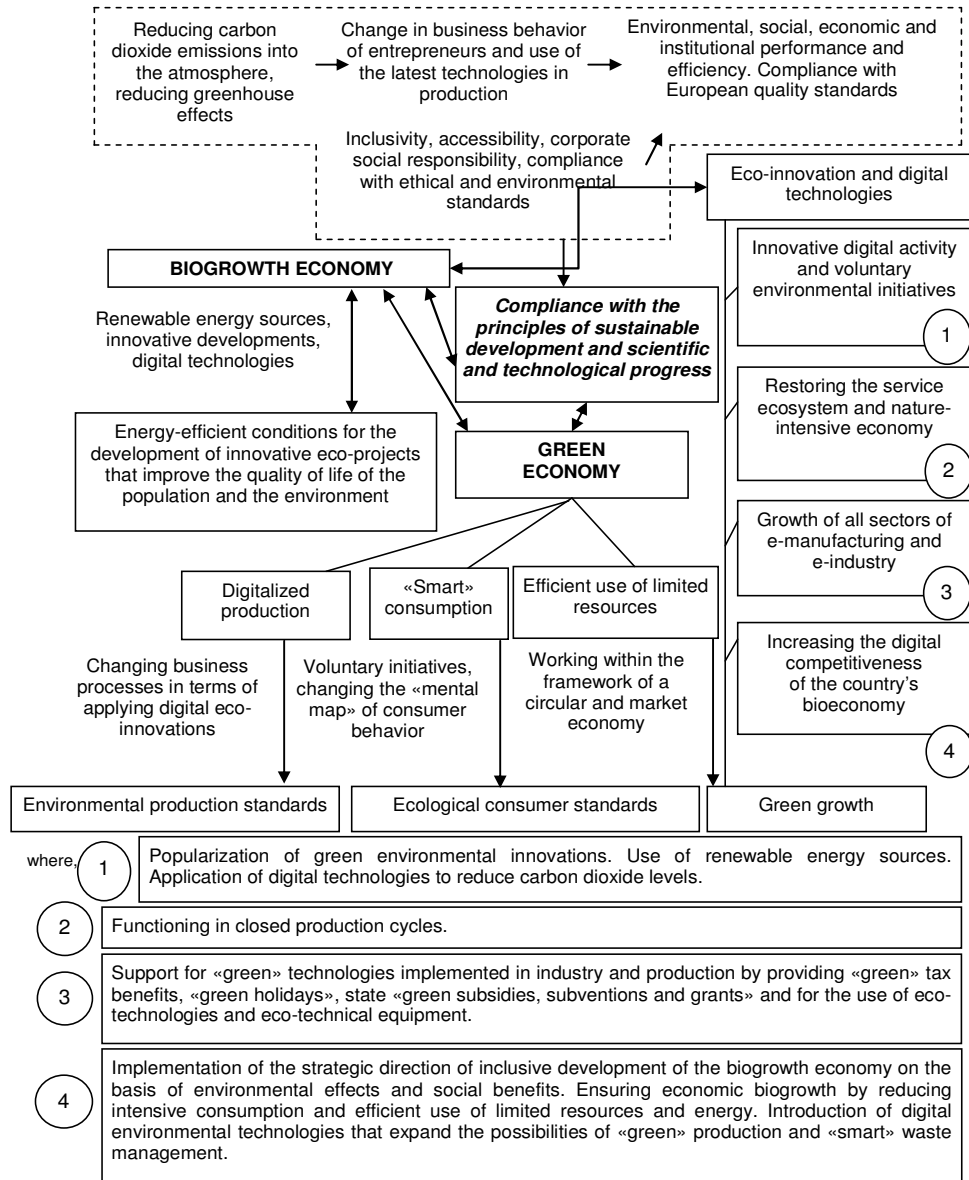 Reducing carbon
dioxide emissions into
the atmosphere,
reducing greenhouse
effects
Change in business behavior
of entrepreneurs and use of
the latest technologies in
production
Environmental, social, economic and
institutional performance and
efficiency. Compliance with
European quality standards
Inclusivity, accessibility, corporate
social responsibility, compliance
with ethical and environmental
standards
Eco-innovation and digital
technologies
BIOGROWTH ECONOMY
Innovative digital activity
and voluntary
environmental initiatives
1
Compliance with the
principles of sustainable
development and scientific
and technological progress
Renewable energy sources,
innovative developments,
digital technologies
Restoring the service
ecosystem and nature-
intensive economy
2
Energy-efficient conditions for the
development of innovative eco-projects
that improve the quality of life of
the population and the environment
GREEN
ECONOMY
Growth of all sectors of
e-manufacturing and
e-industry
3
Digitalized
production
«Smart»
consumption
Efficient use of limited
resources
Increasing the digital
competitiveness
of the country's
bioeconomy
4
Changing business
processes in terms of
applying digital eco-
innovations
Voluntary initiatives,
changing the «mental
map» of consumer
behavior
Working within the
framework of a
circular and market
economy
Environmental production standards
Ecological consumer standards
Green growth
where,
1
Popularization of green environmental innovations. Use of renewable energy sources.
Application of digital technologies to reduce carbon dioxide levels.
2
Functioning in closed production cycles.
3
Support for «green» technologies implemented in industry and production by providing «green» tax
benefits, «green holidays», state «green subsidies, subventions and grants» and for the use of eco-
technologies and eco-technical equipment.
4
Implementation of the strategic direction of inclusive development of the biogrowth economy on the
basis of environmental effects and social benefits. Ensuring economic biogrowth by reducing
intensive consumption and efficient use of limited resources and energy. Introduction of digital
environmental technologies that expand the possibilities of «green» production and «smart» waste
management.